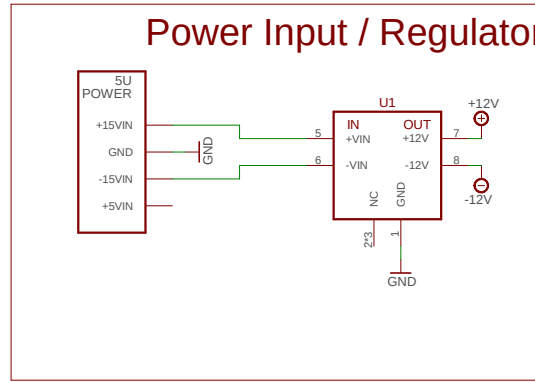 Power Input / Regulator
5U
POWER
+15VIN
GND
-15VIN
+5VIN
GND
U1
IN
OUT
5
+VIN
+12V
7
6
-VIN
-12V
8
NC
GND
2*3
1
GND
+12V
-12V